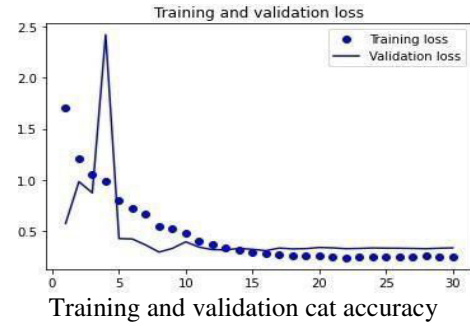 Training and validation loss
Training loss
Validation loss
2.5
2.0
1.5
1.0
0.5
0 5 10 15 20 25 30
Training and validation cat accuracy